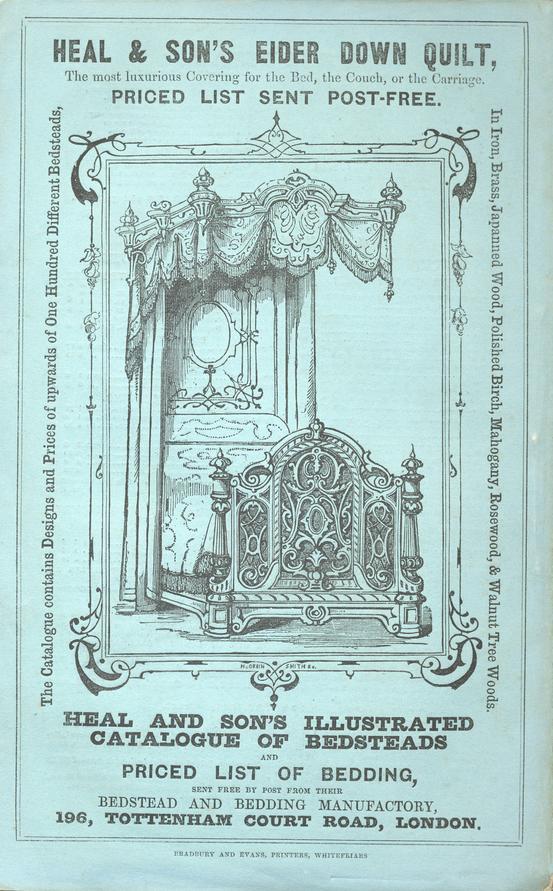 HEAL & SON'S EIDER DOWN QUILT,
The most luxurious Covering for the Bed, the Couch, or the Carriage.
PRICED LIST SENT POST-FREE.
The Catalogue contains Designs and Prices of upwards of One Hundred Different Bedsteads,
In Iron, Brass, Japanned Wood, Polished Birch, Mahogany, Rosewood, & Walnut Tree Woods.
SMITH
HEAL AND SON'S ILLUSTRATED
CATALOGUE OF BEDSTEADS
AND
PRICED LIST OF BEDDING,
SENT FREE BY POST FROM THEIR
BEDSTEAD AND BEDDING MANUFACTORY,
196, TOTTENHAM COURT ROAD, LONDON.
BRADBURY AND EVANS, PRINTERS, WHITEFRIARS